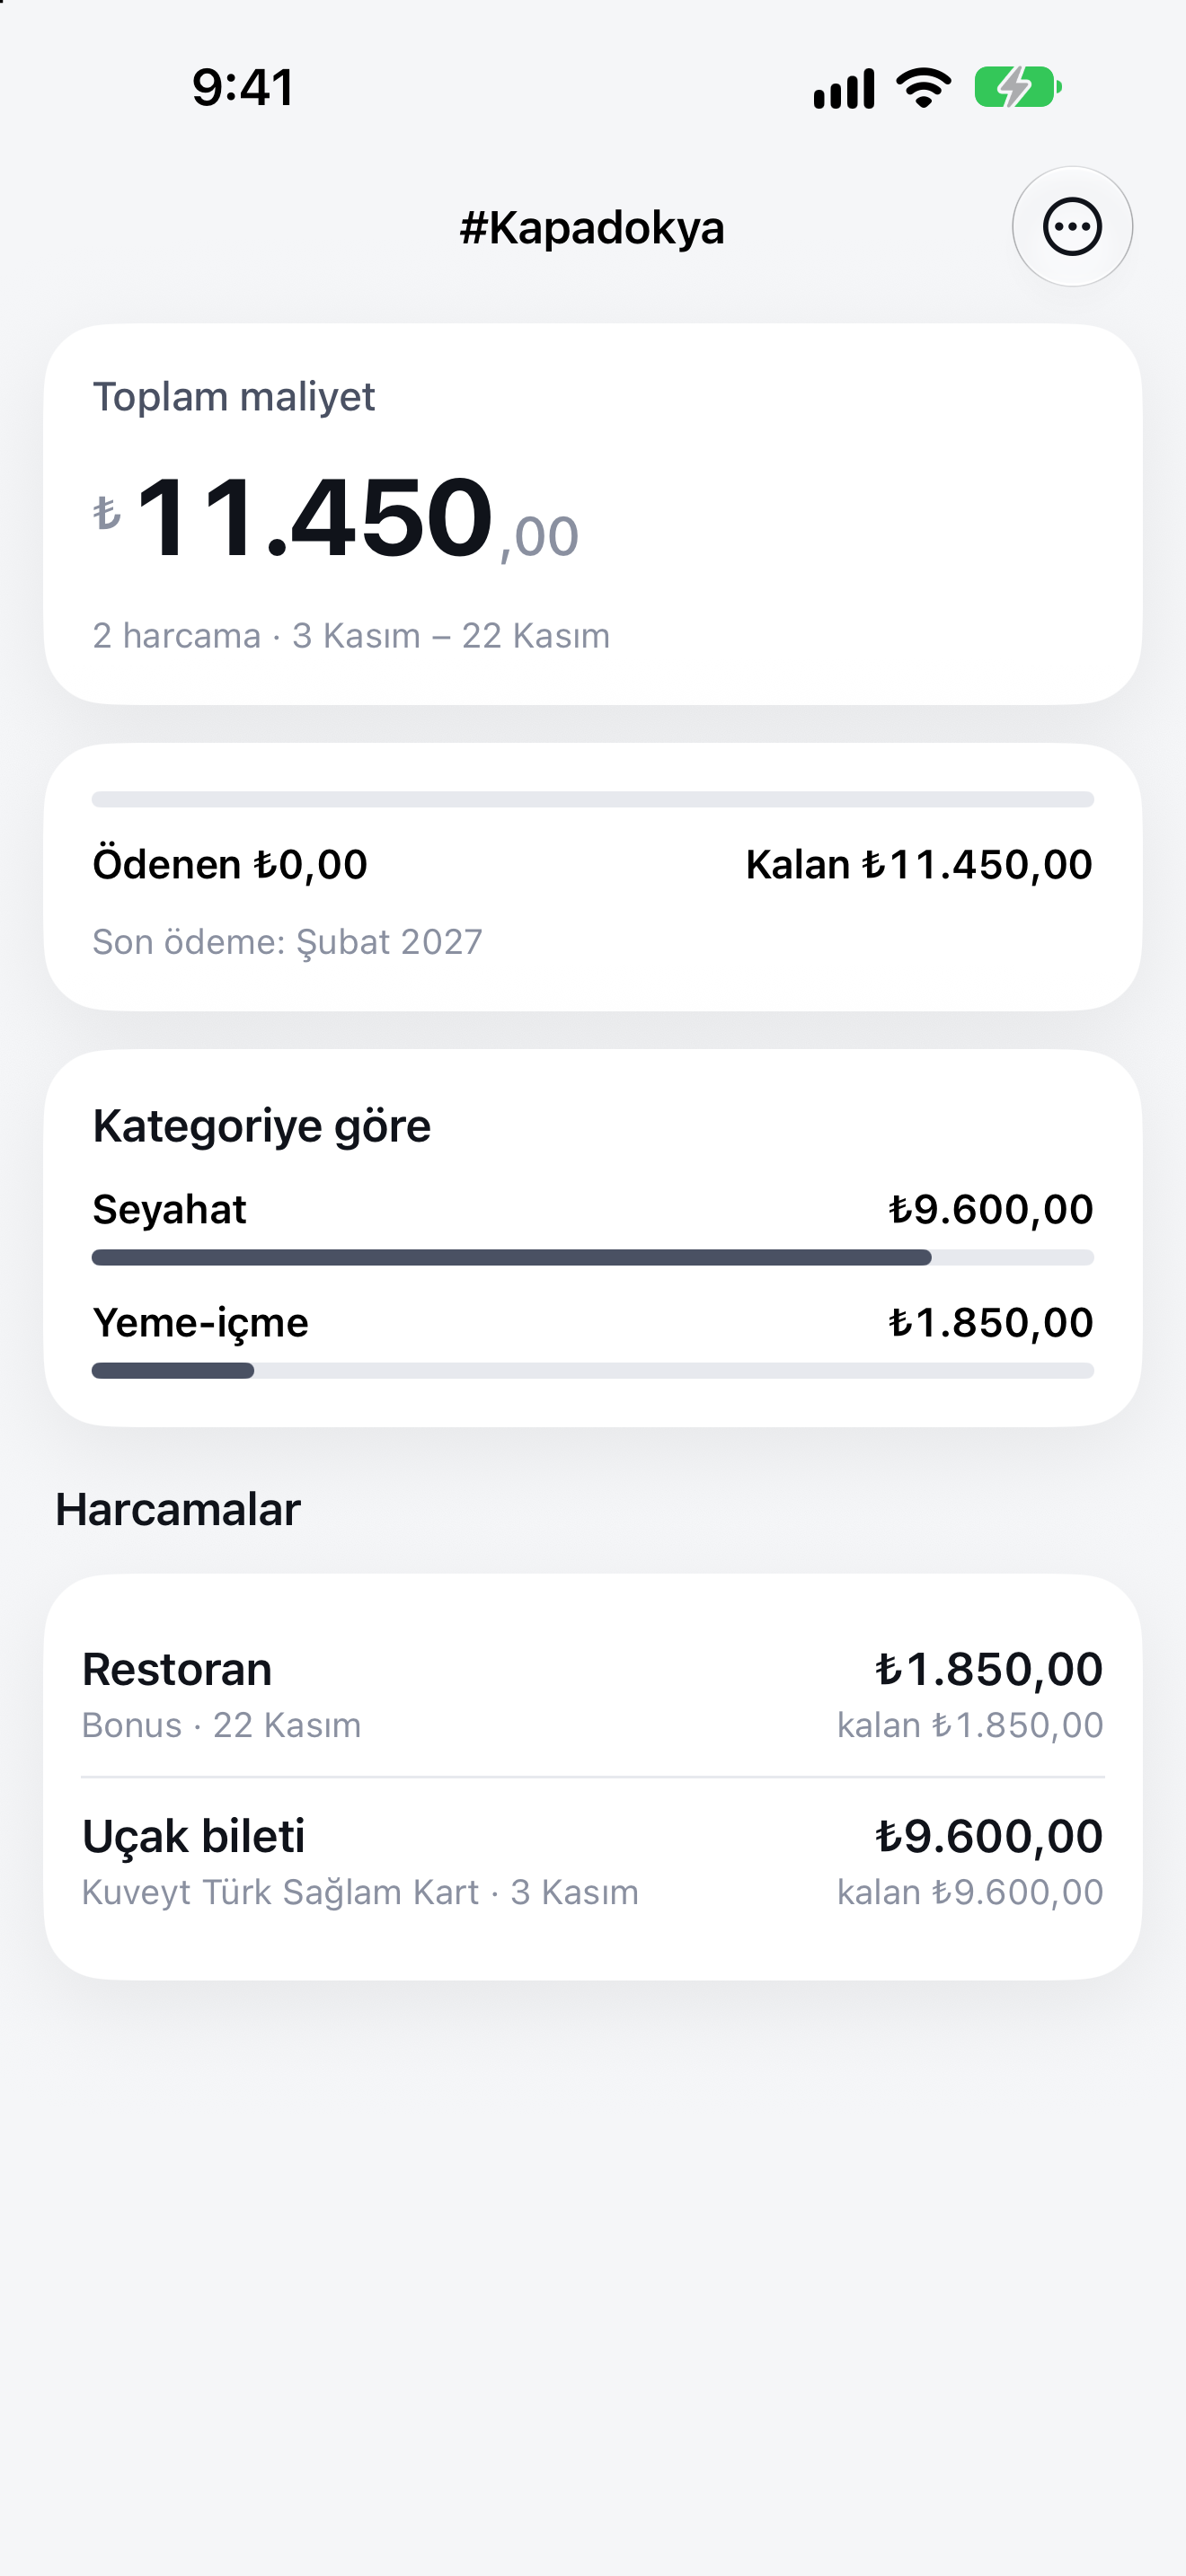 9:41
#Kapadokya
Toplam maliyet
₺11.450,00
2 harcama · 3 Kasım – 22 Kasım
Ödenen ₺0,00 Kalan ₺11.450,00
Son ödeme: Şubat 2027
Kategoriye göre
Seyahat ₺9.600,00
Yeme-içme ₺1.850,00
Harcamalar
Restoran ₺1.850,00
Bonus · 22 Kasım kalan ₺1.850,00
Uçak bileti ₺9.600,00
Kuveyt Türk Sağlam Kart · 3 Kasım kalan ₺9.600,00